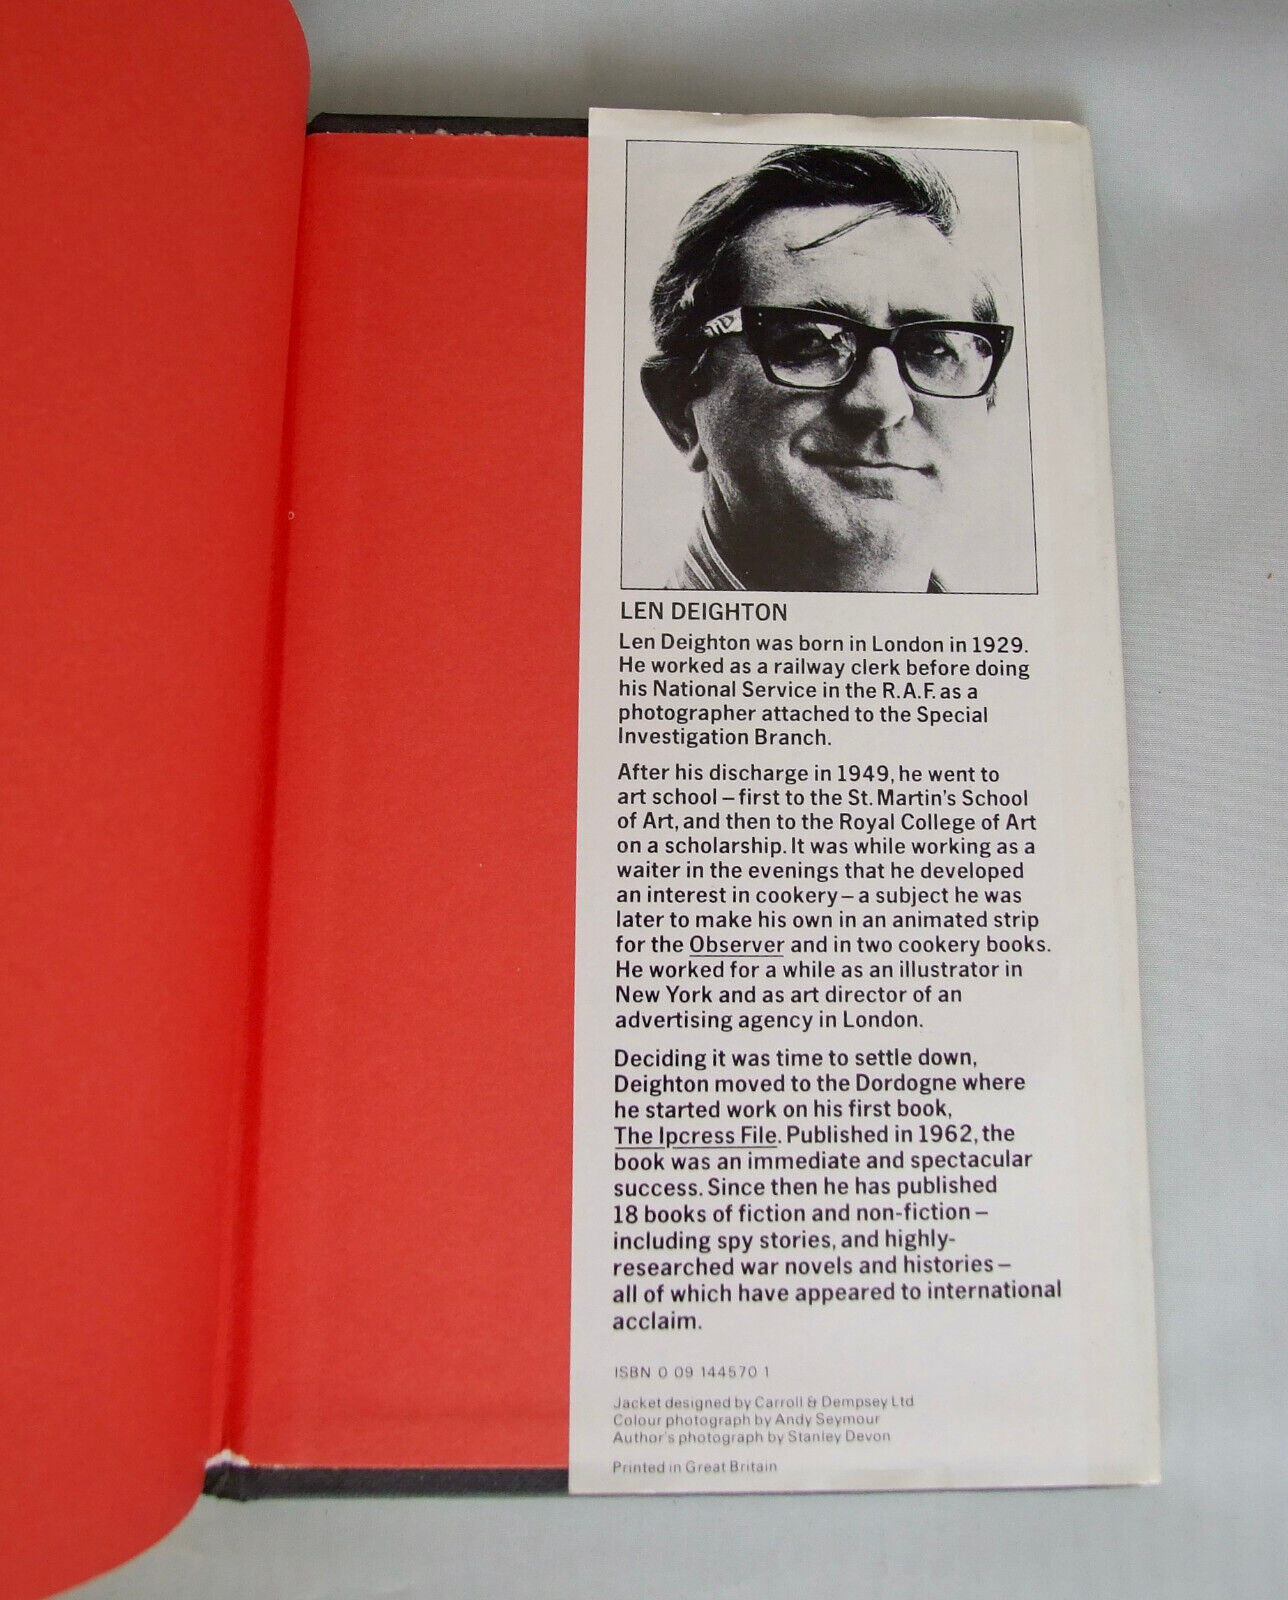 LEN DEIGHTON
Len Deighton was born in London in 1929.
He worked as a railway clerk before doing
his National Service in the R.A.F. as a
photographer attached to the Special
Investigation Branch.
After his discharge in 1949, he went to
art school – first to the St. Martin's School
of Art, and then to the Royal College of Art
on a scholarship. It was while working as a
waiter in the evenings that he developed
an interest in cookery – a subject he was
later to make his own in an animated strip
for the Observer and in two cookery books.
He worked for a while as an illustrator in
New York and as art director of an
advertising agency in London.
Deciding it was time to settle down,
Deighton moved to the Dordogne where
he started work on his first book,
The Ipcress File. Published in 1962, the
book was an immediate and spectacular
success. Since then he has published
18 books of fiction and non-fiction –
including spy stories, and highly-
researched war novels and histories –
all of which have appeared to international
acclaim.
ISBN 0 09 144570 1
Jacket designed by Carroll & Dempsey Ltd
Colour photograph by Andy Seymour
Author's photograph by Stanley Devon
Printed in Great Britain